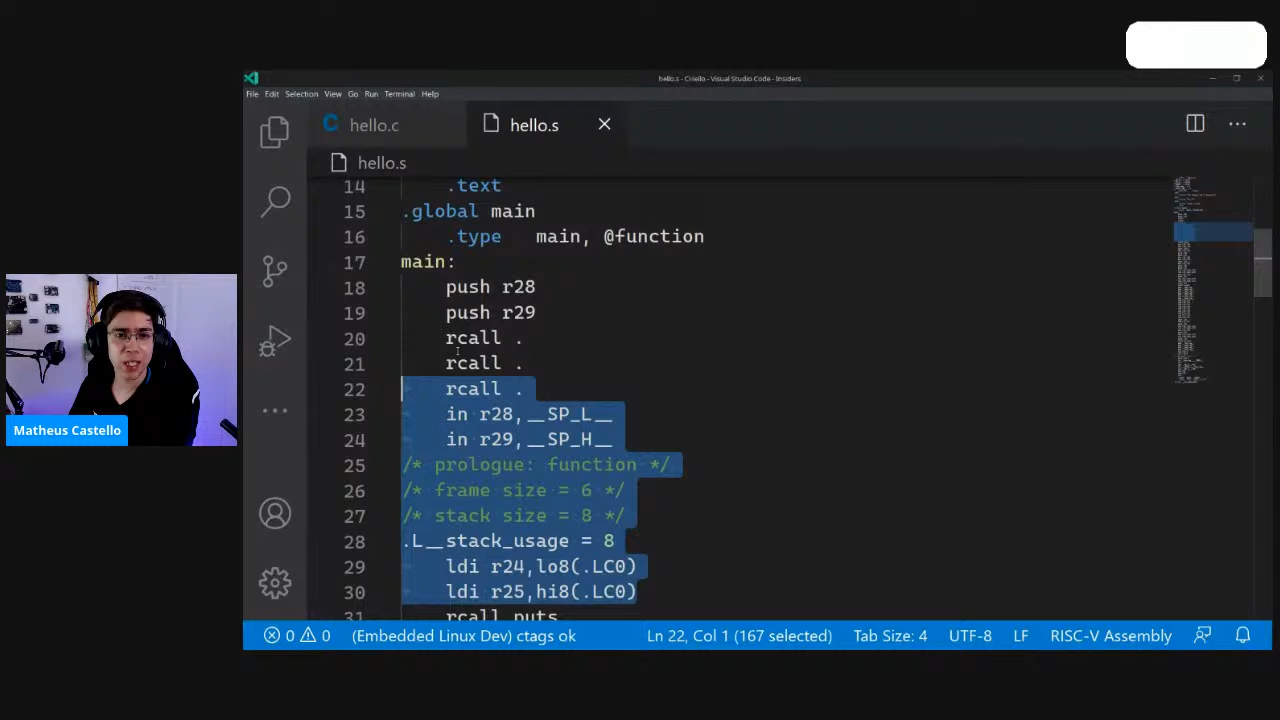 hello.s - Criello - Visual Studio Code - Insiders
File Edit Selection View Go Run Terminal Help
hello.c
hello.s
hello.s
14 .text
15 .global main
16 .type main, @function
17 main:
18 push r28
19 push r29
20 rcall .
21 rcall .
22 rcall .
23 in r28,__SP_L__
24 in r29,__SP_H__
25 /* prologue: function */
26 /* frame size = 6 */
27 /* stack size = 8 */
28 .L__stack_usage = 8
29 ldi r24,lo8(.LC0)
30 ldi r25,hi8(.LC0)
31 rcall puts
Matheus Castello
0 0 (Embedded Linux Dev) ctags ok Ln 22, Col 1 (167 selected) Tab Size: 4 UTF-8 LF RISC-V Assembly